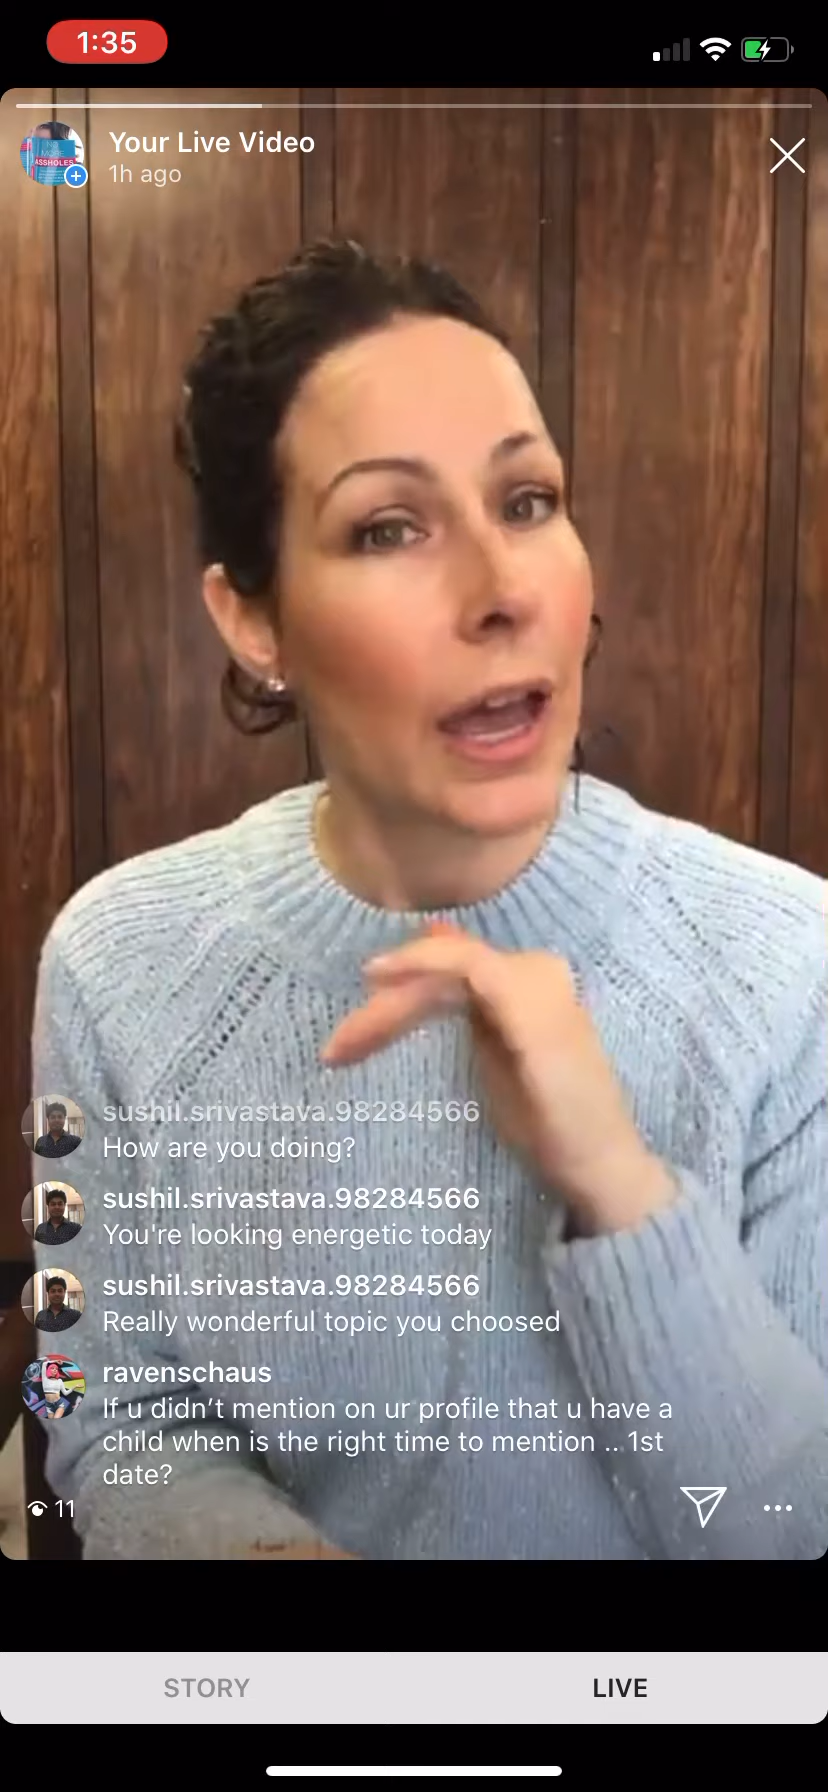 1:35
Your Live Video
1h ago
NO
MORE
ASSHOLES
sushil.srivastava.98284566
How are you doing?
sushil.srivastava.98284566
You're looking energetic today
sushil.srivastava.98284566
Really wonderful topic you choosed
ravenschaus
If u didn’t mention on ur profile that u have a
child when is the right time to mention .. 1st
date?
11
STORY
LIVE